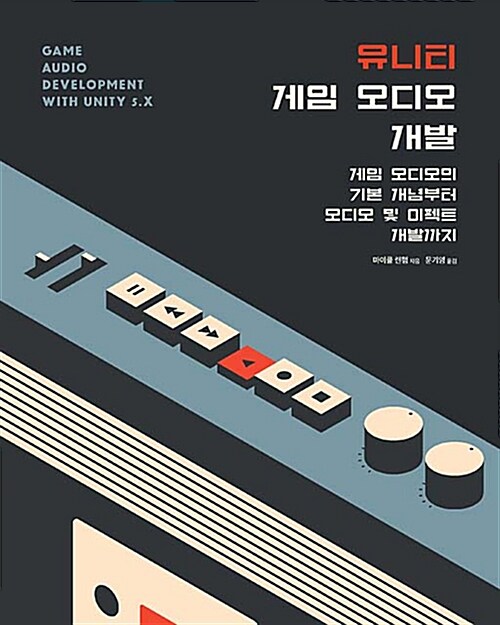 GAME
AUDIO
DEVELOPMENT
WITH UNITY 5.X
유니티
게임 오디오
개발
게임 오디오의
기본 개념부터
오디오 및 이펙트
개발까지
마이클 랜햄 지음 문기영 옮김